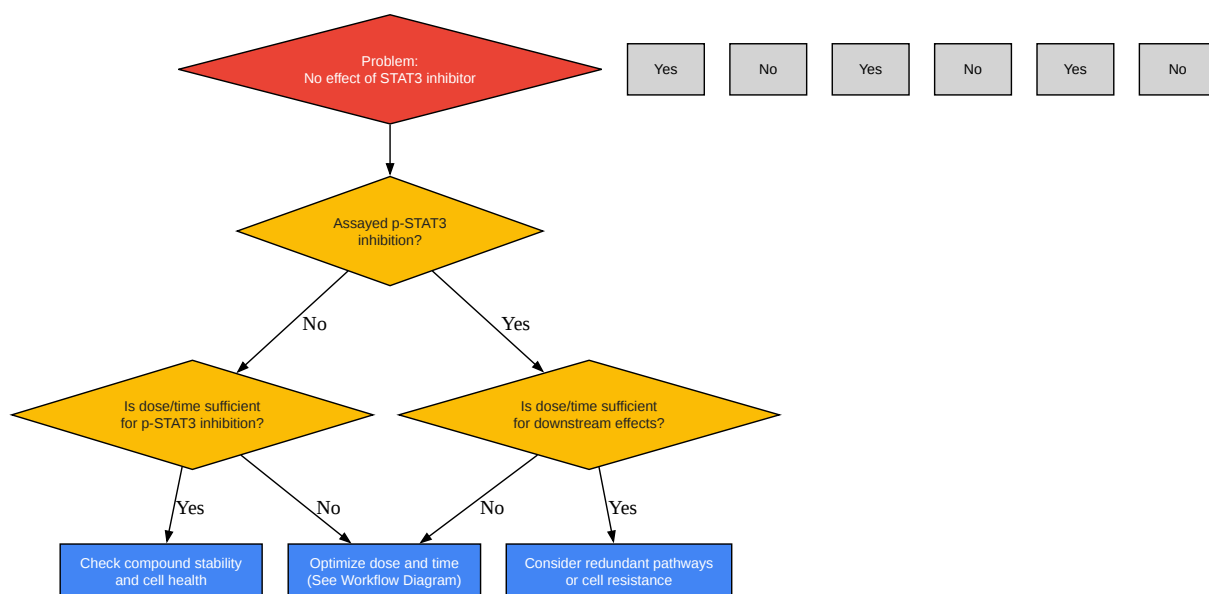 Problem:
No effect of STAT3 inhibitor
Yes
No
Yes
No
Yes
No
Assayed p-STAT3
inhibition?
No
Yes
Is dose/time sufficient
for p-STAT3 inhibition?
Is dose/time sufficient
for downstream effects?
Yes
No
No
Yes
Check compound stability
and cell health
Optimize dose and time
(See Workflow Diagram)
Consider redundant pathways
or cell resistance